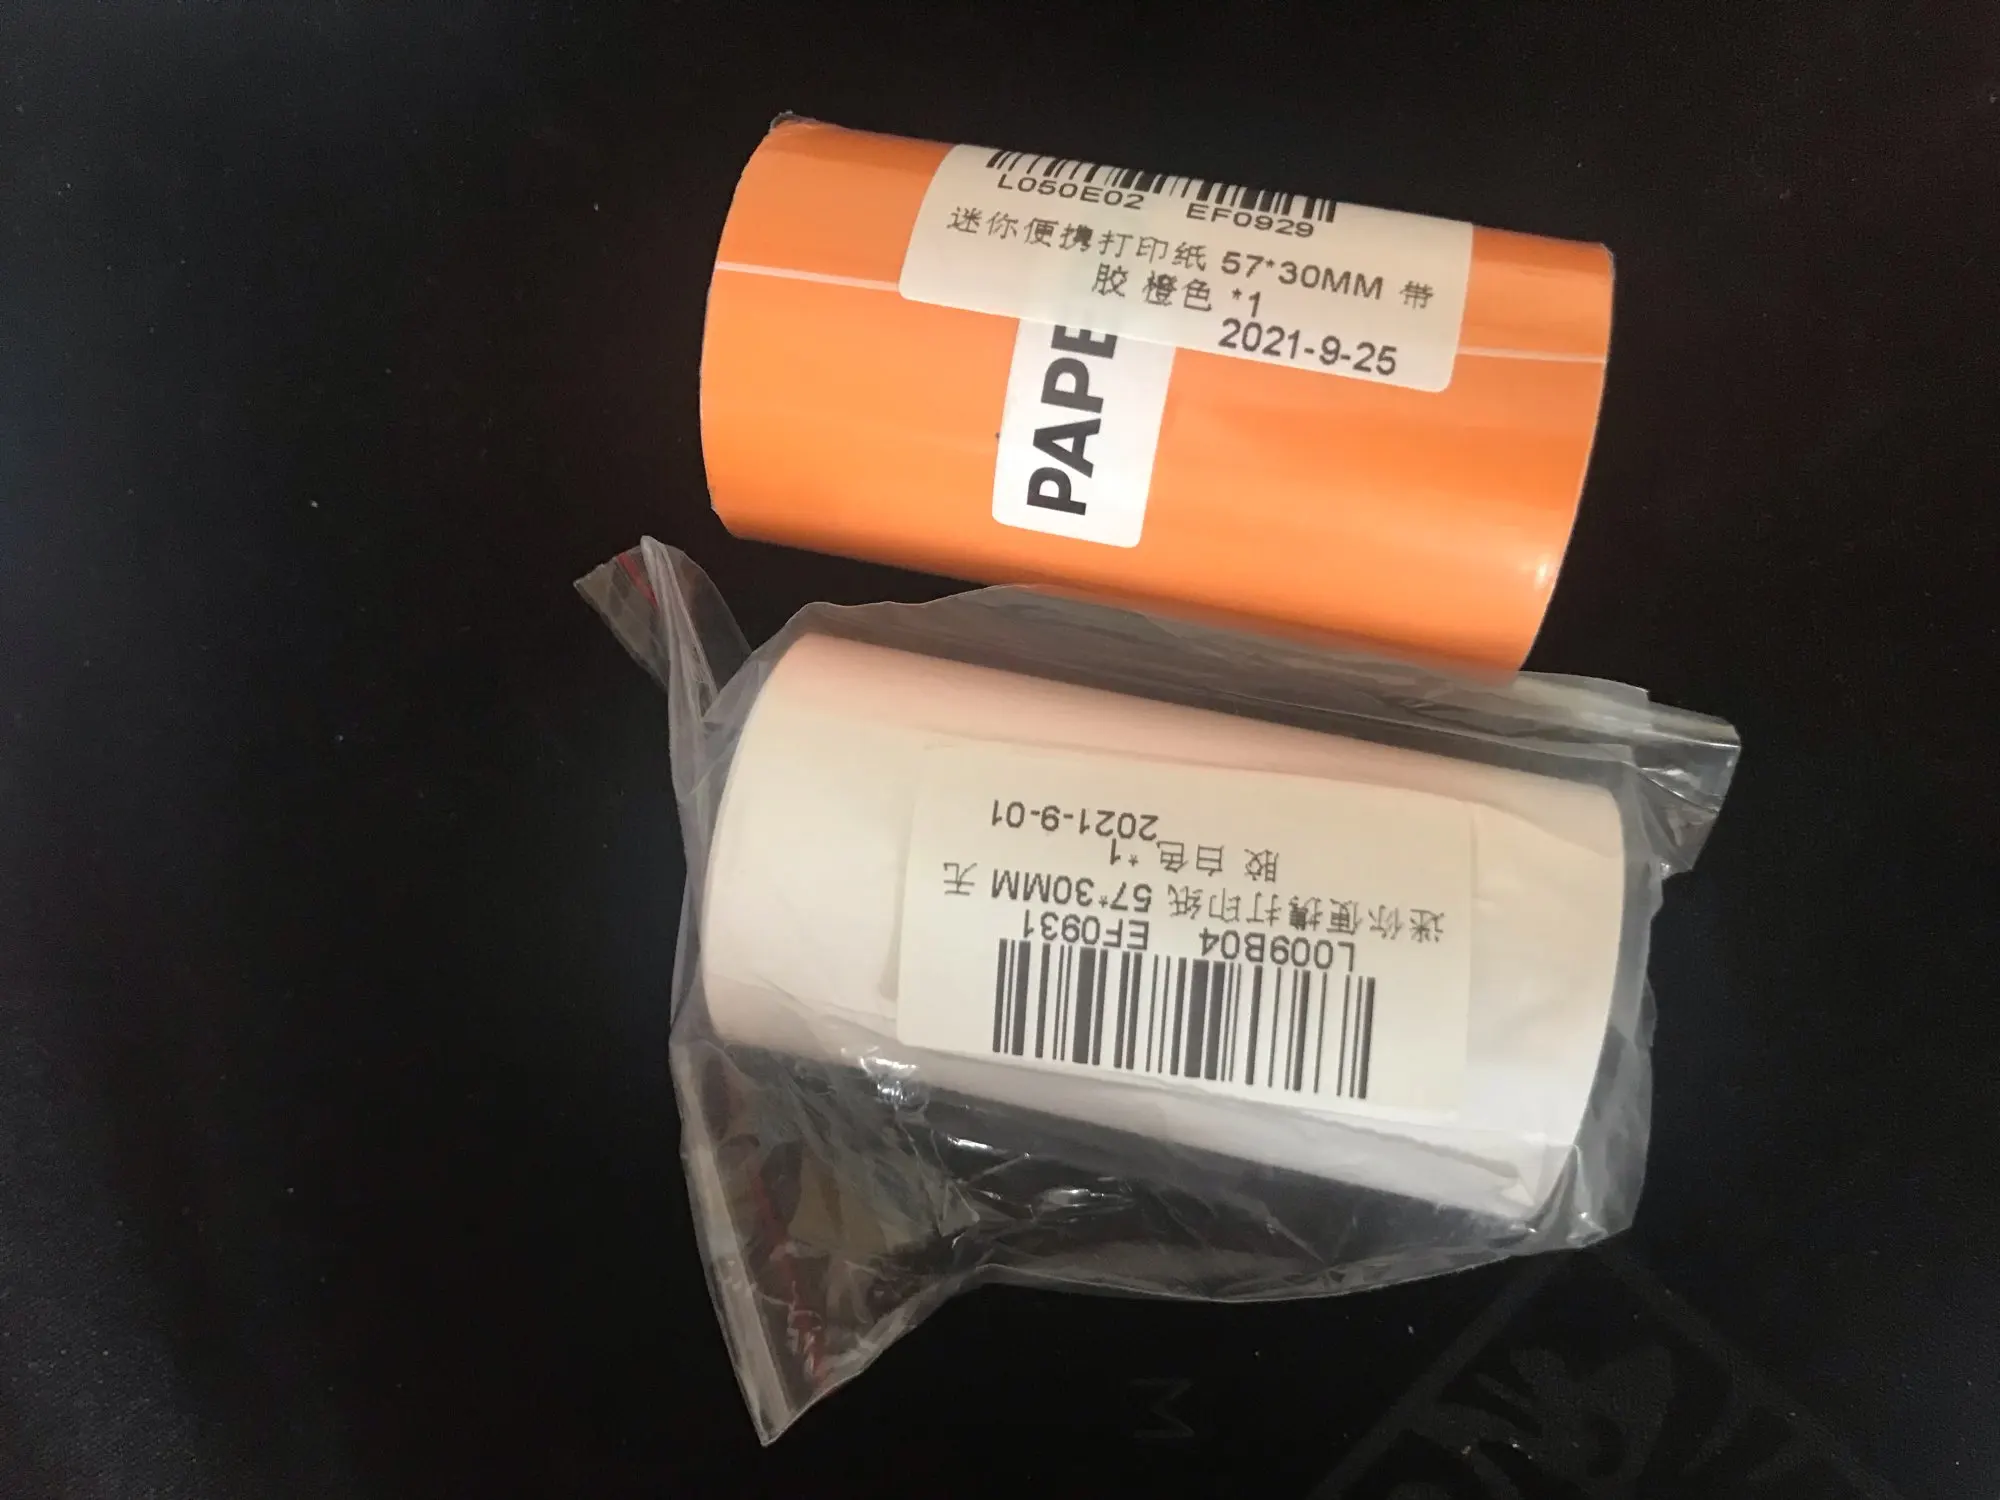 L050E02 EF0929
迷你便携打印纸 57*30MM 带
胶 橙色 *1
2021-9-25
PAPE
L009B04 EF0931
迷你便携打印纸 57*30MM 无
胶 白色 *1
2021-9-01